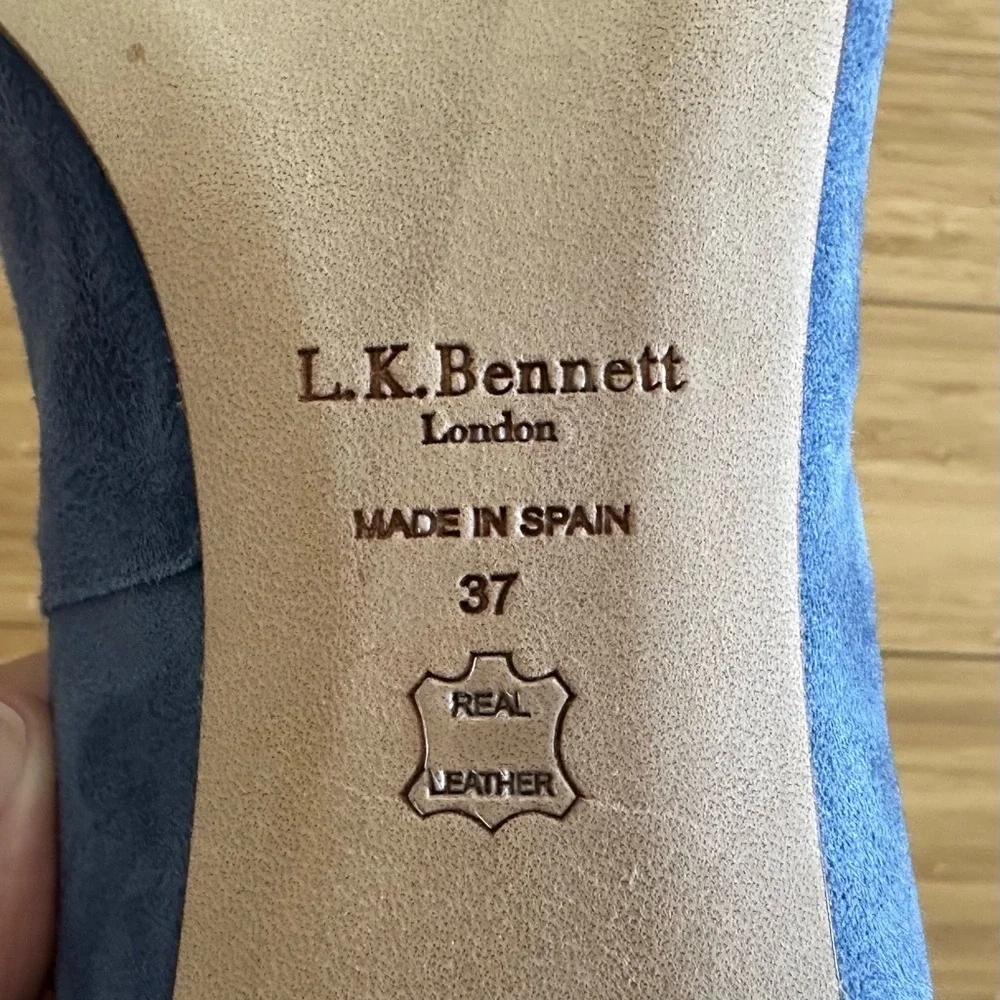 L.K.Bennett
London
MADE IN SPAIN
37
REAL
LEATHER